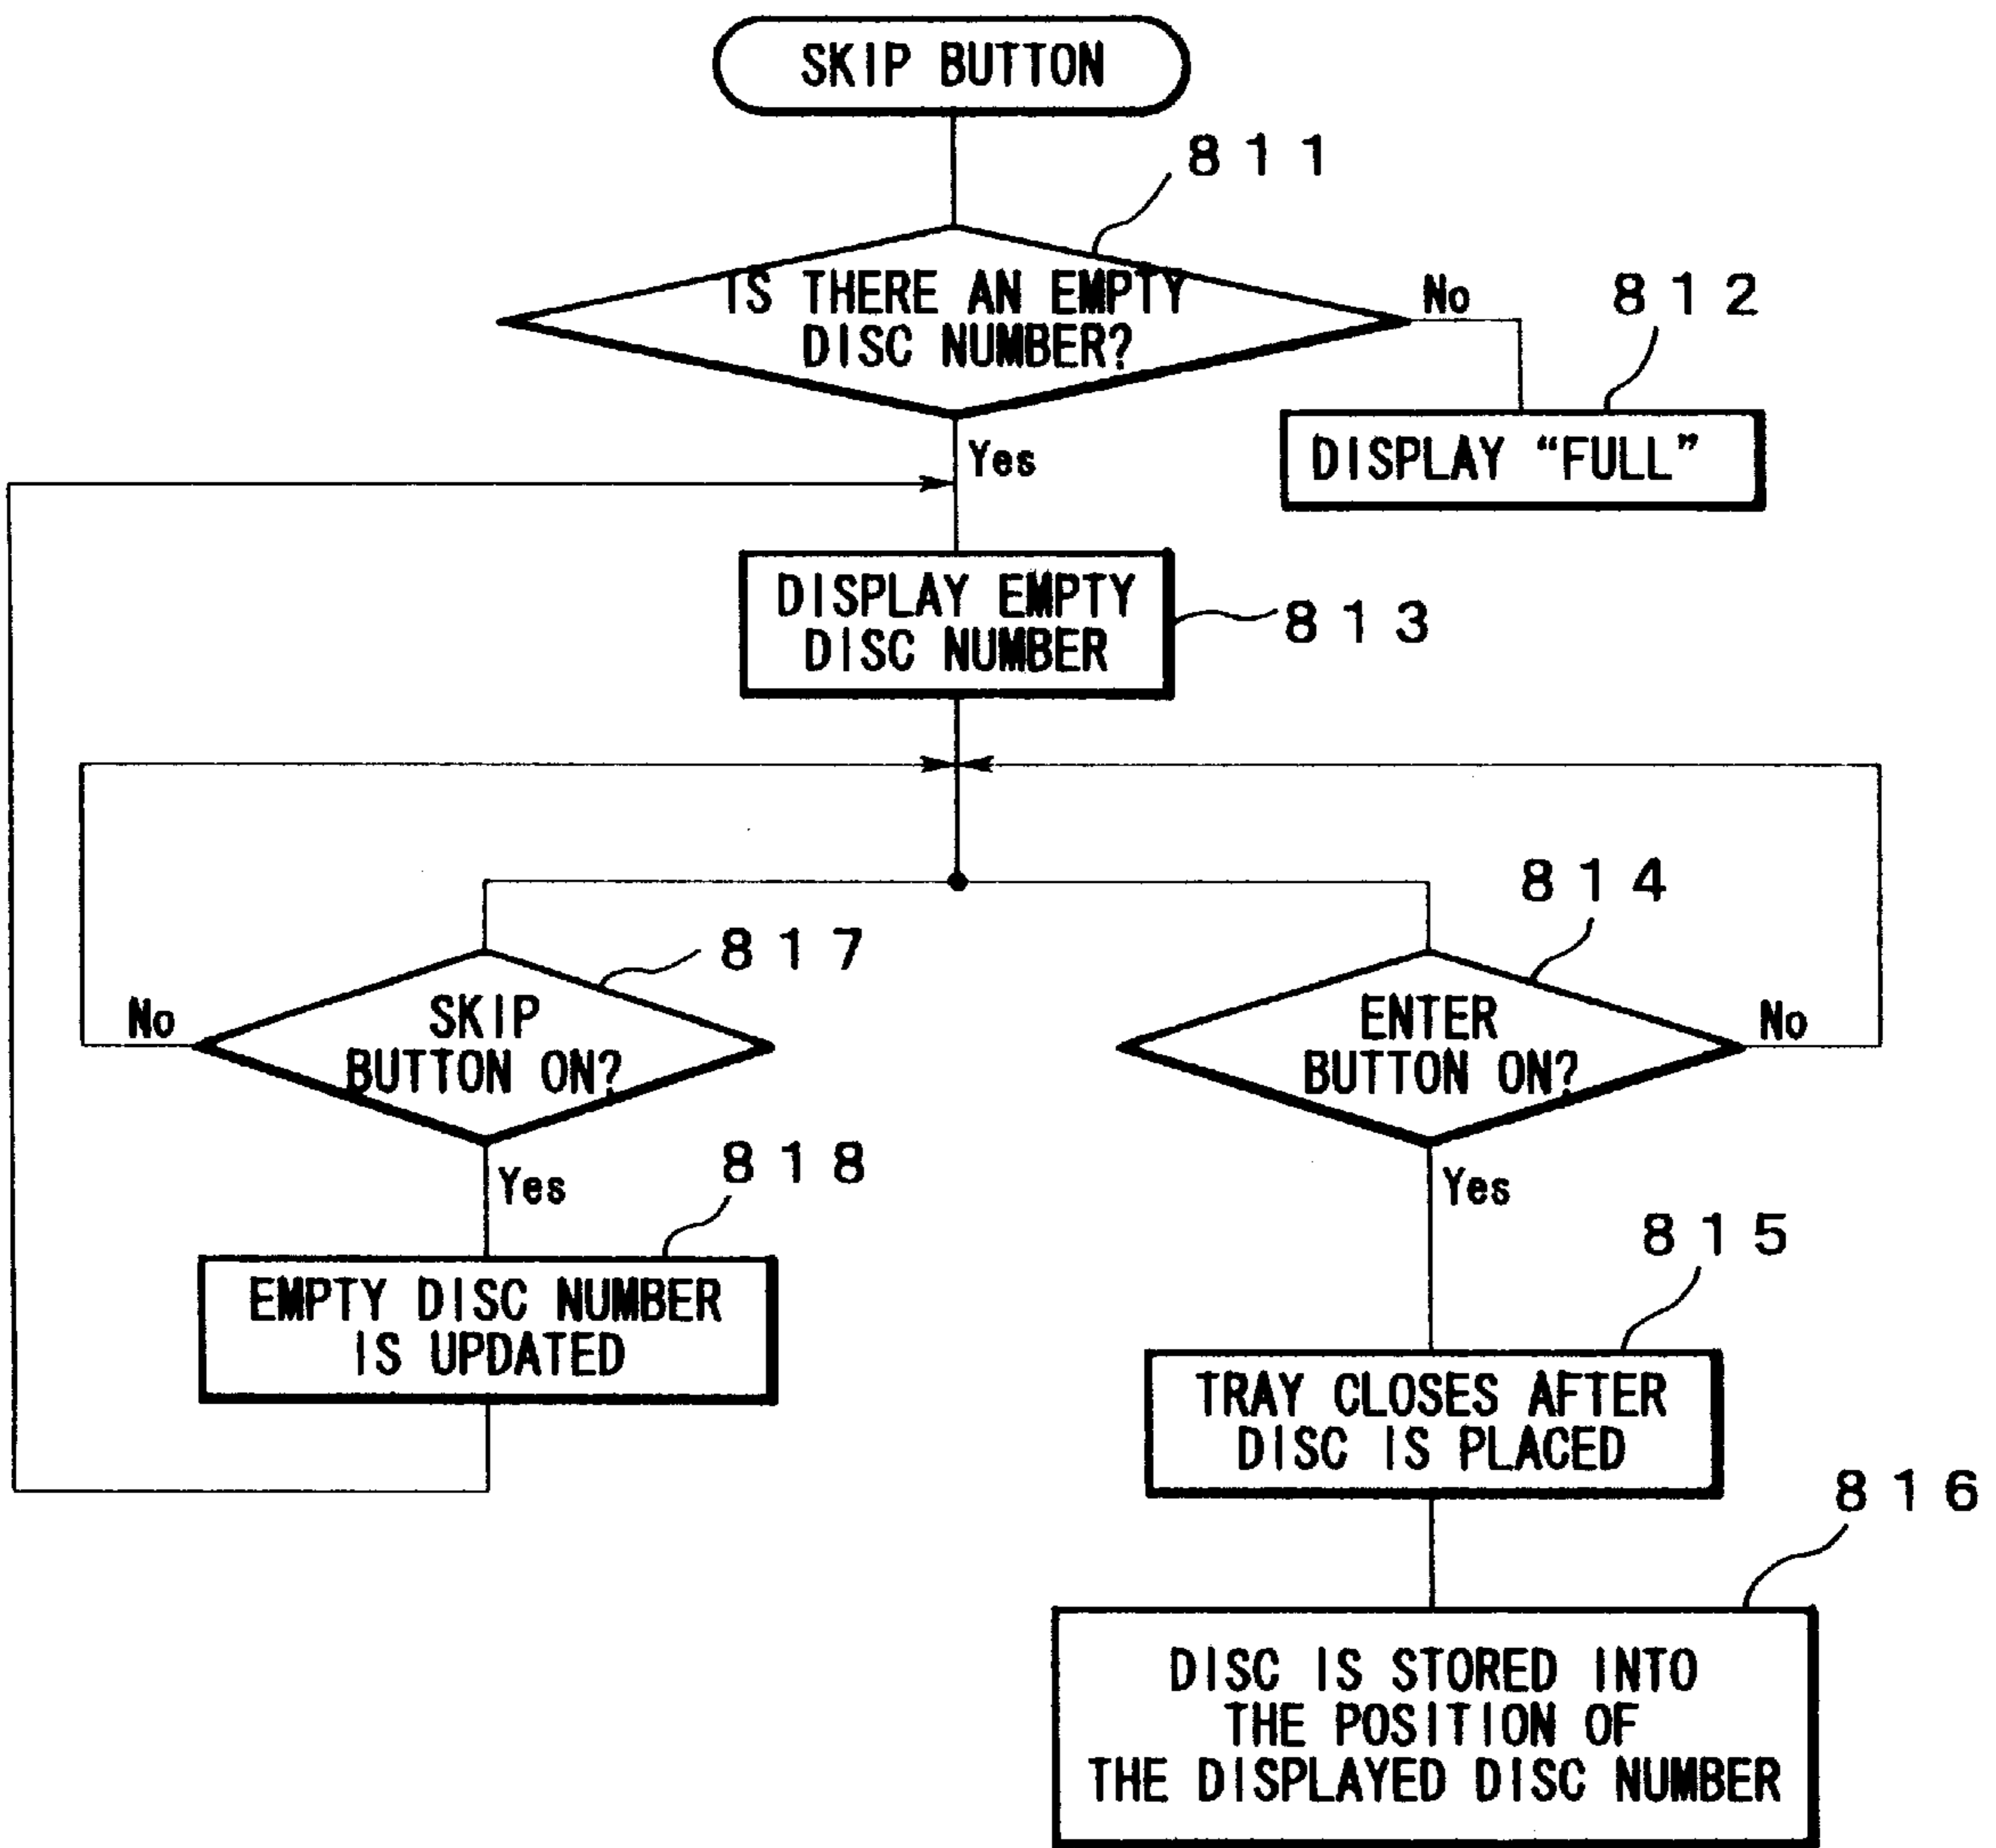 SKIP BUTTON
811
IS THERE AN EMPTY
DISC NUMBER?
No
812
DISPLAY “FULL”
Yes
DISPLAY EMPTY
DISC NUMBER
813
817
SKIP
BUTTON ON?
No
Yes
818
EMPTY DISC NUMBER
IS UPDATED
814
ENTER
BUTTON ON?
No
Yes
815
TRAY CLOSES AFTER
DISC IS PLACED
816
DISC IS STORED INTO
THE POSITION OF
THE DISPLAYED DISC NUMBER